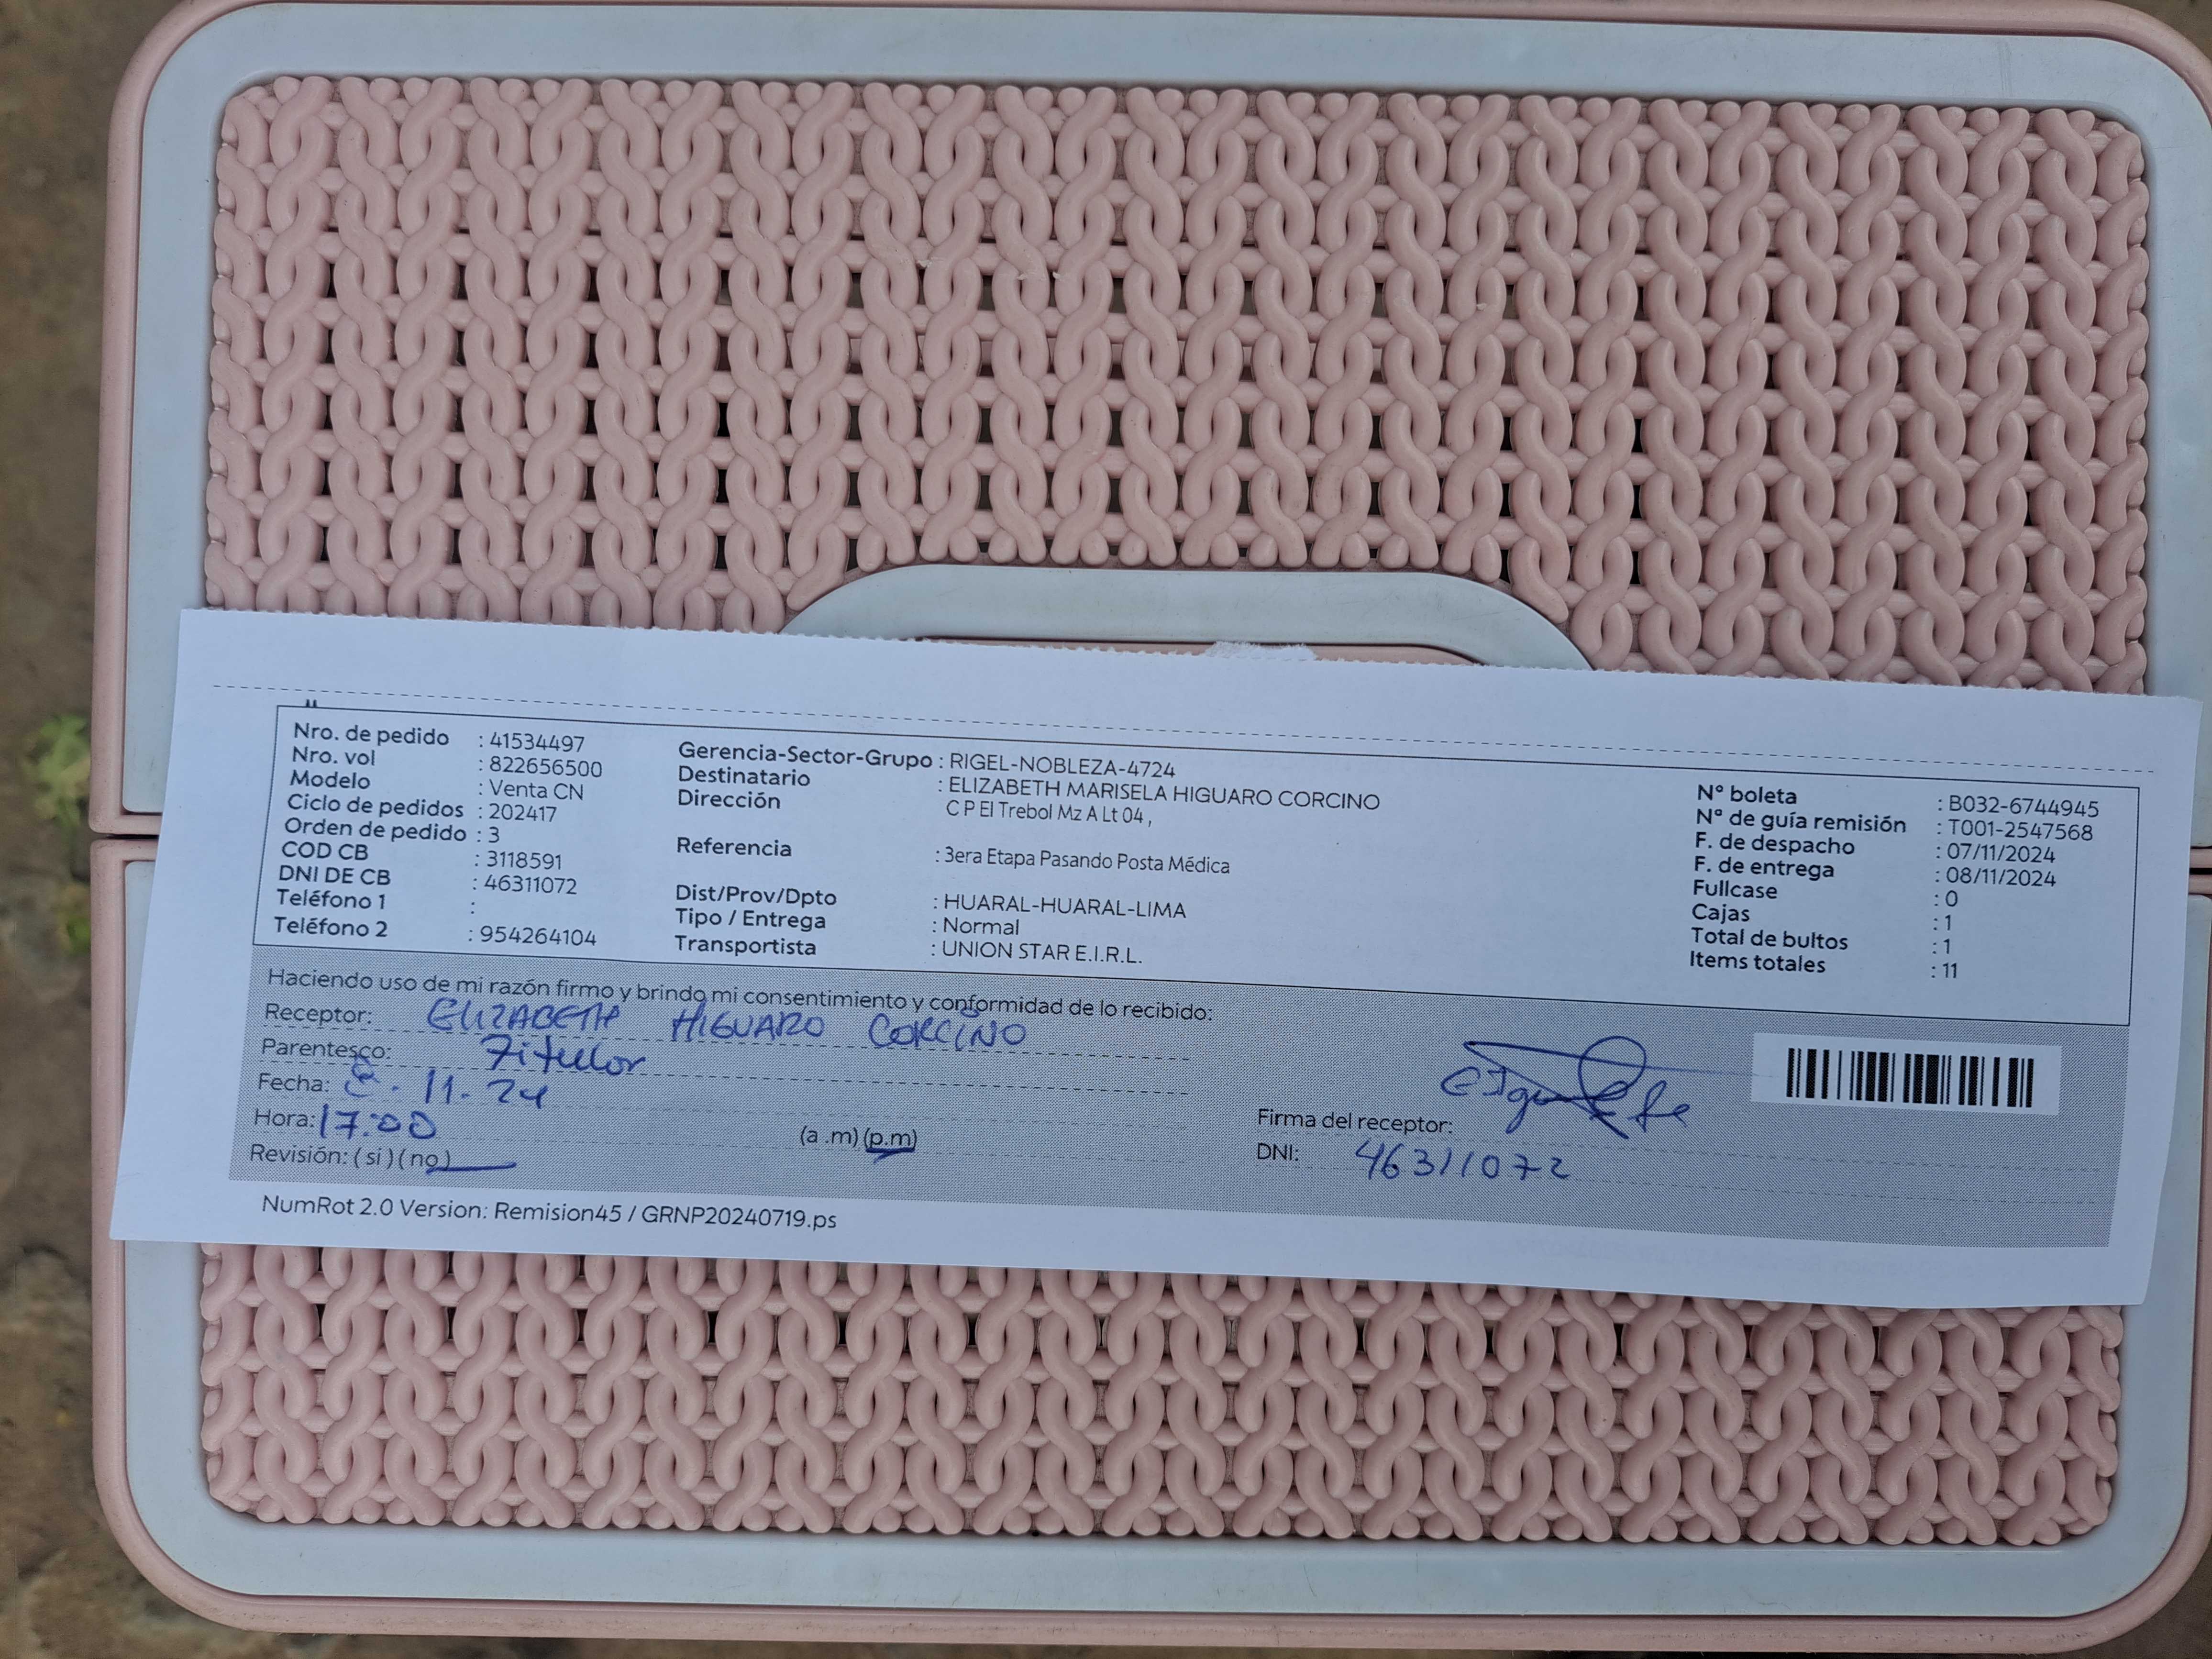 Nro. de pedido : 41534497
Nro. vol : 822656500
Modelo : Venta CN
Ciclo de pedidos : 202417
Orden de pedido : 3
COD CB : 3118591
DNI DE CB : 46311072
Teléfono 1 :
Teléfono 2 : 954264104
Gerencia-Sector-Grupo : RIGEL-NOBLEZA-4724
Destinatario : ELIZABETH MARISELA HIGUARO CORCINO
Dirección C P El Trebol Mz A Lt 04 ,
Referencia : 3era Etapa Pasando Posta Médica
Dist/Prov/Dpto : HUARAL-HUARAL-LIMA
Tipo / Entrega : Normal
Transportista : UNION STAR E.I.R.L.
N° boleta : B032-6744945
N° de guía remisión : T001-2547568
F. de despacho : 07/11/2024
F. de entrega : 08/11/2024
Fullcase : 0
Cajas : 1
Total de bultos : 1
Items totales : 11
Haciendo uso de mi razón firmo y brindo mi consentimiento y conformidad de lo recibido:
Receptor: ELIZABETH HIGUARO CORCINO
Parentesco: Titular
Fecha: 8. 11. 24
Hora: 17:00 (a .m) (p.m)
Revisión: ( si ) ( no )
Firma del receptor:
DNI: 46311072
NumRot 2.0 Version: Remision45 / GRNP20240719.ps